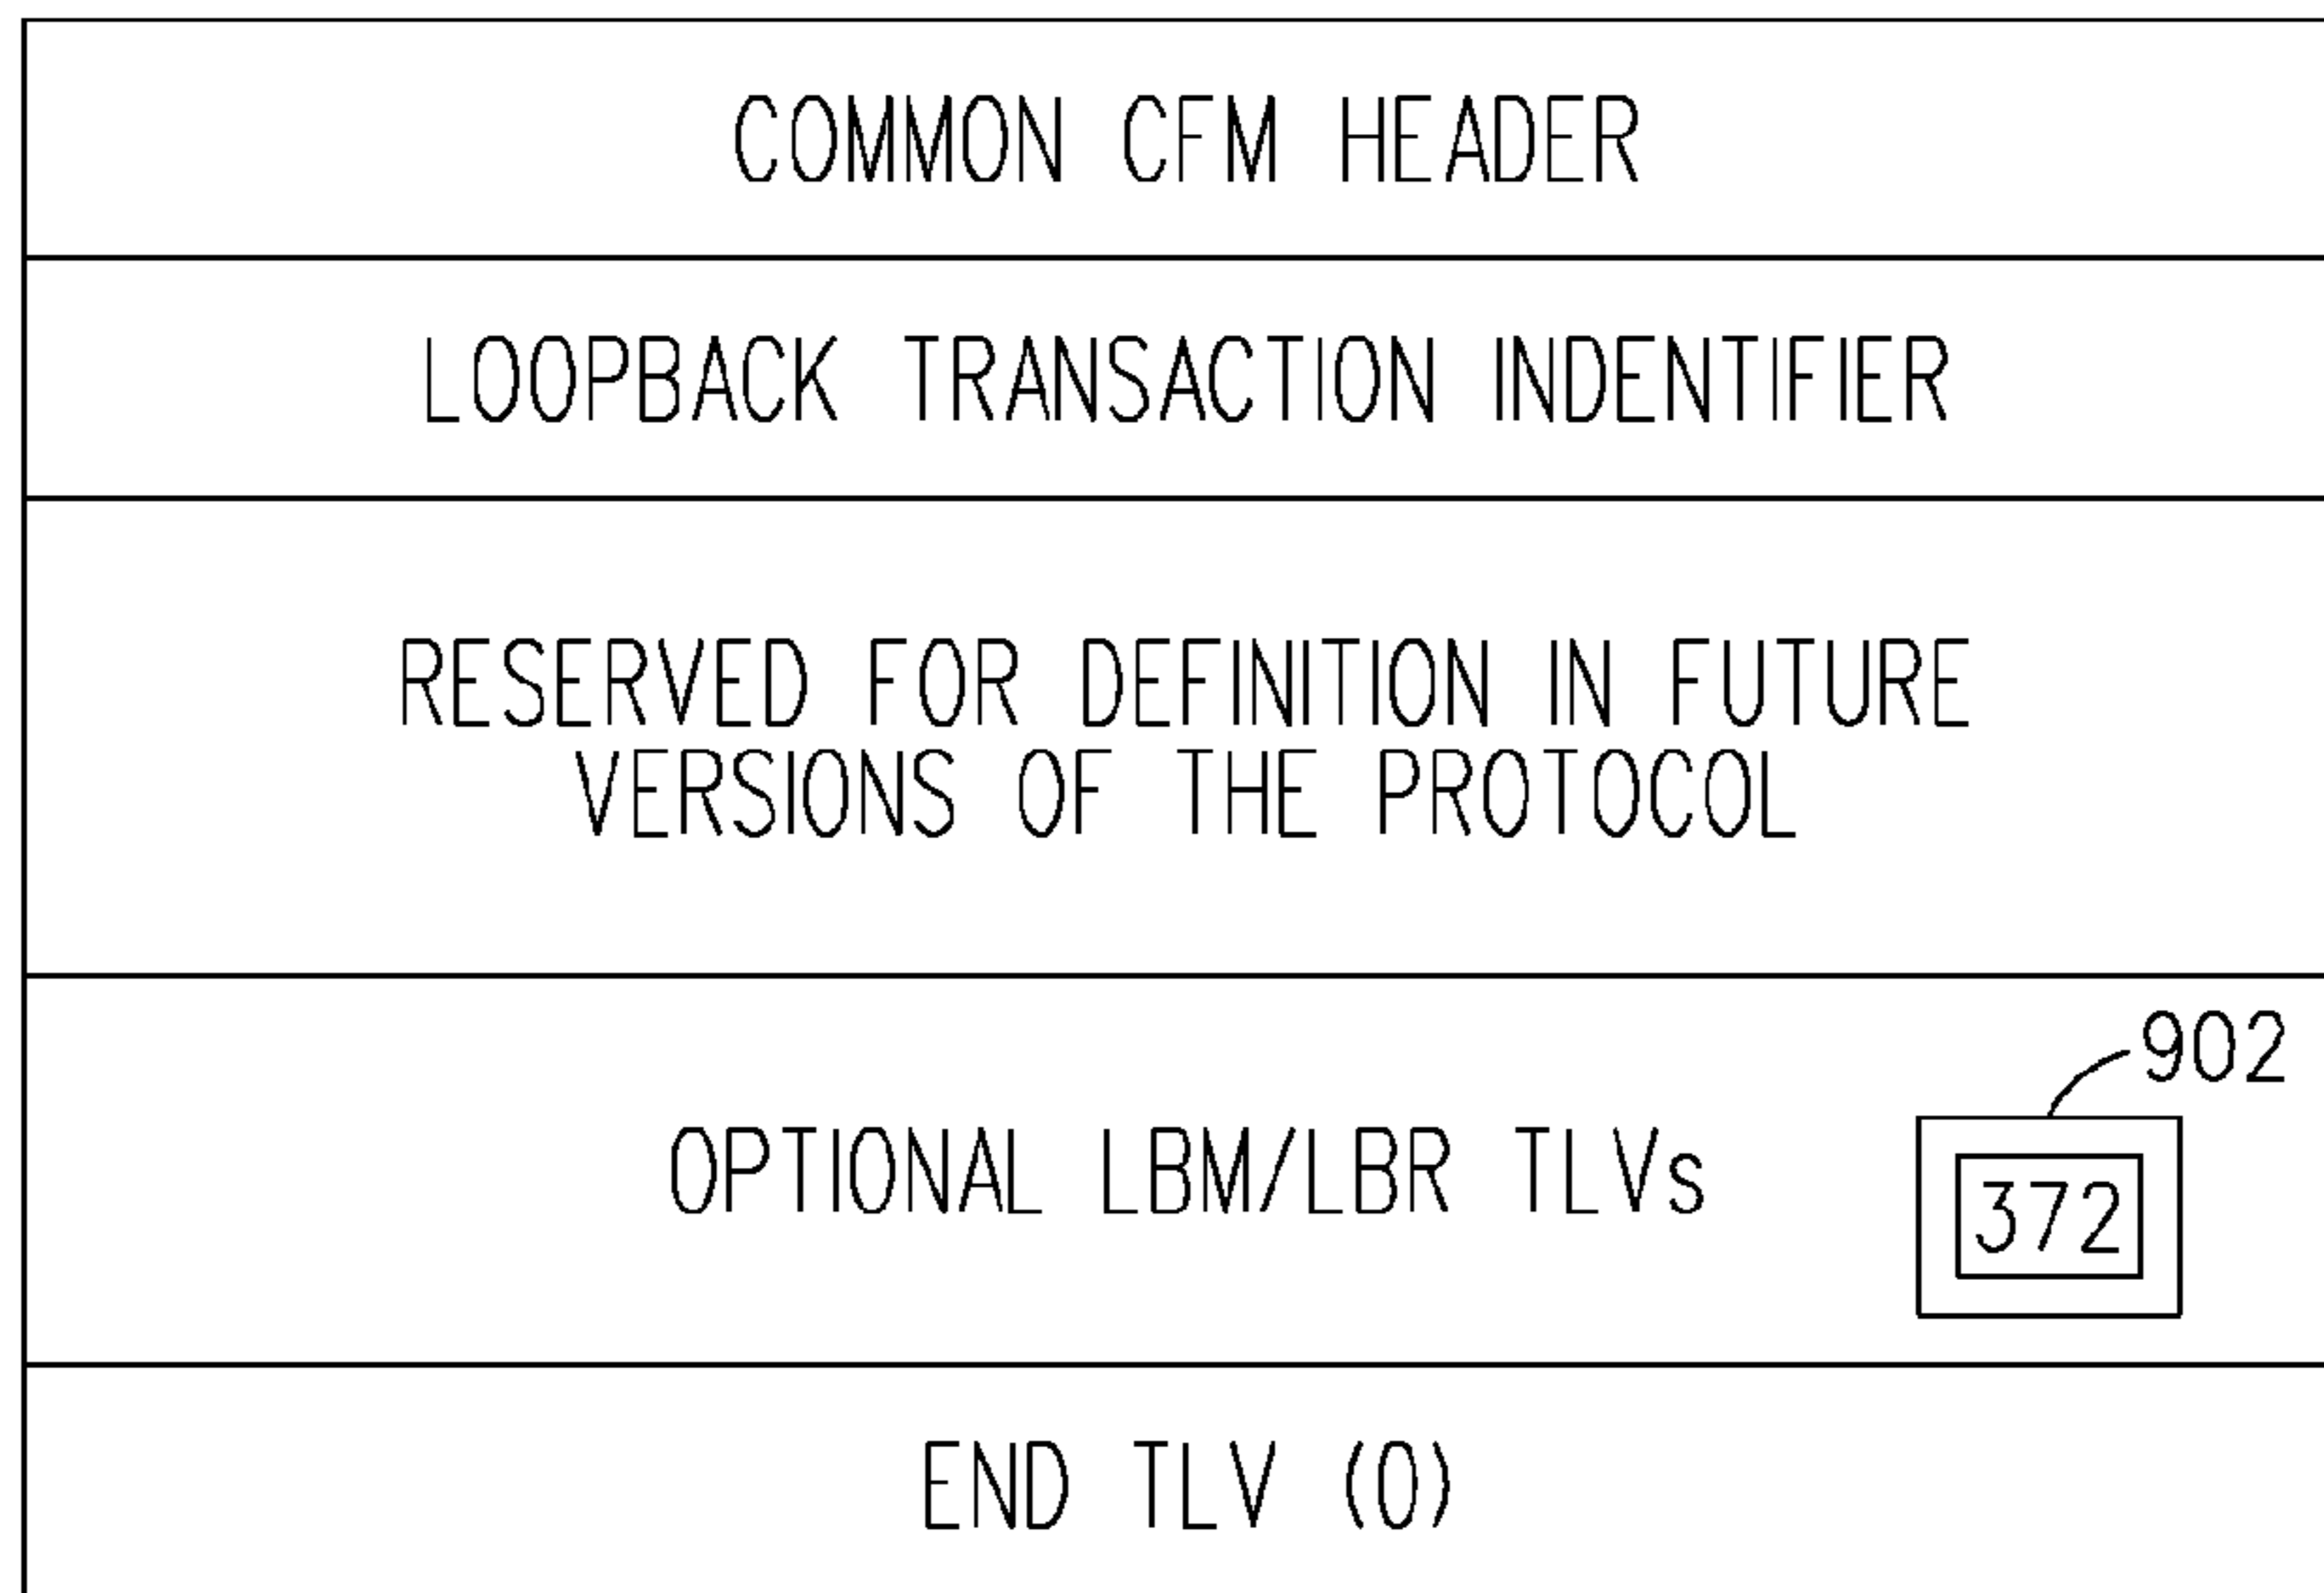 COMMON CFM HEADER
LOOPBACK TRANSACTION INDENTIFIER
RESERVED FOR DEFINITION IN FUTURE
VERSIONS OF THE PROTOCOL
902
OPTIONAL LBM/LBR TLVs
372
END TLV (0)